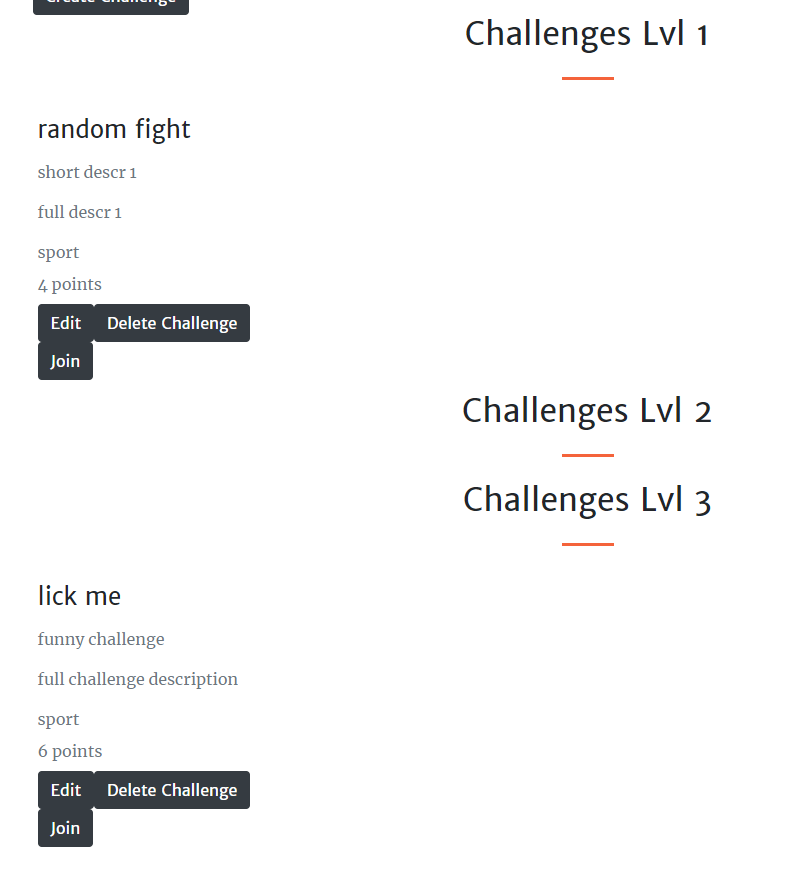 Create Challenge
Challenges Lvl 1
random fight
short descr 1
full descr 1
sport
4 points
Edit Delete Challenge
Join
Challenges Lvl 2
Challenges Lvl 3
lick me
funny challenge
full challenge description
sport
6 points
Edit Delete Challenge
Join